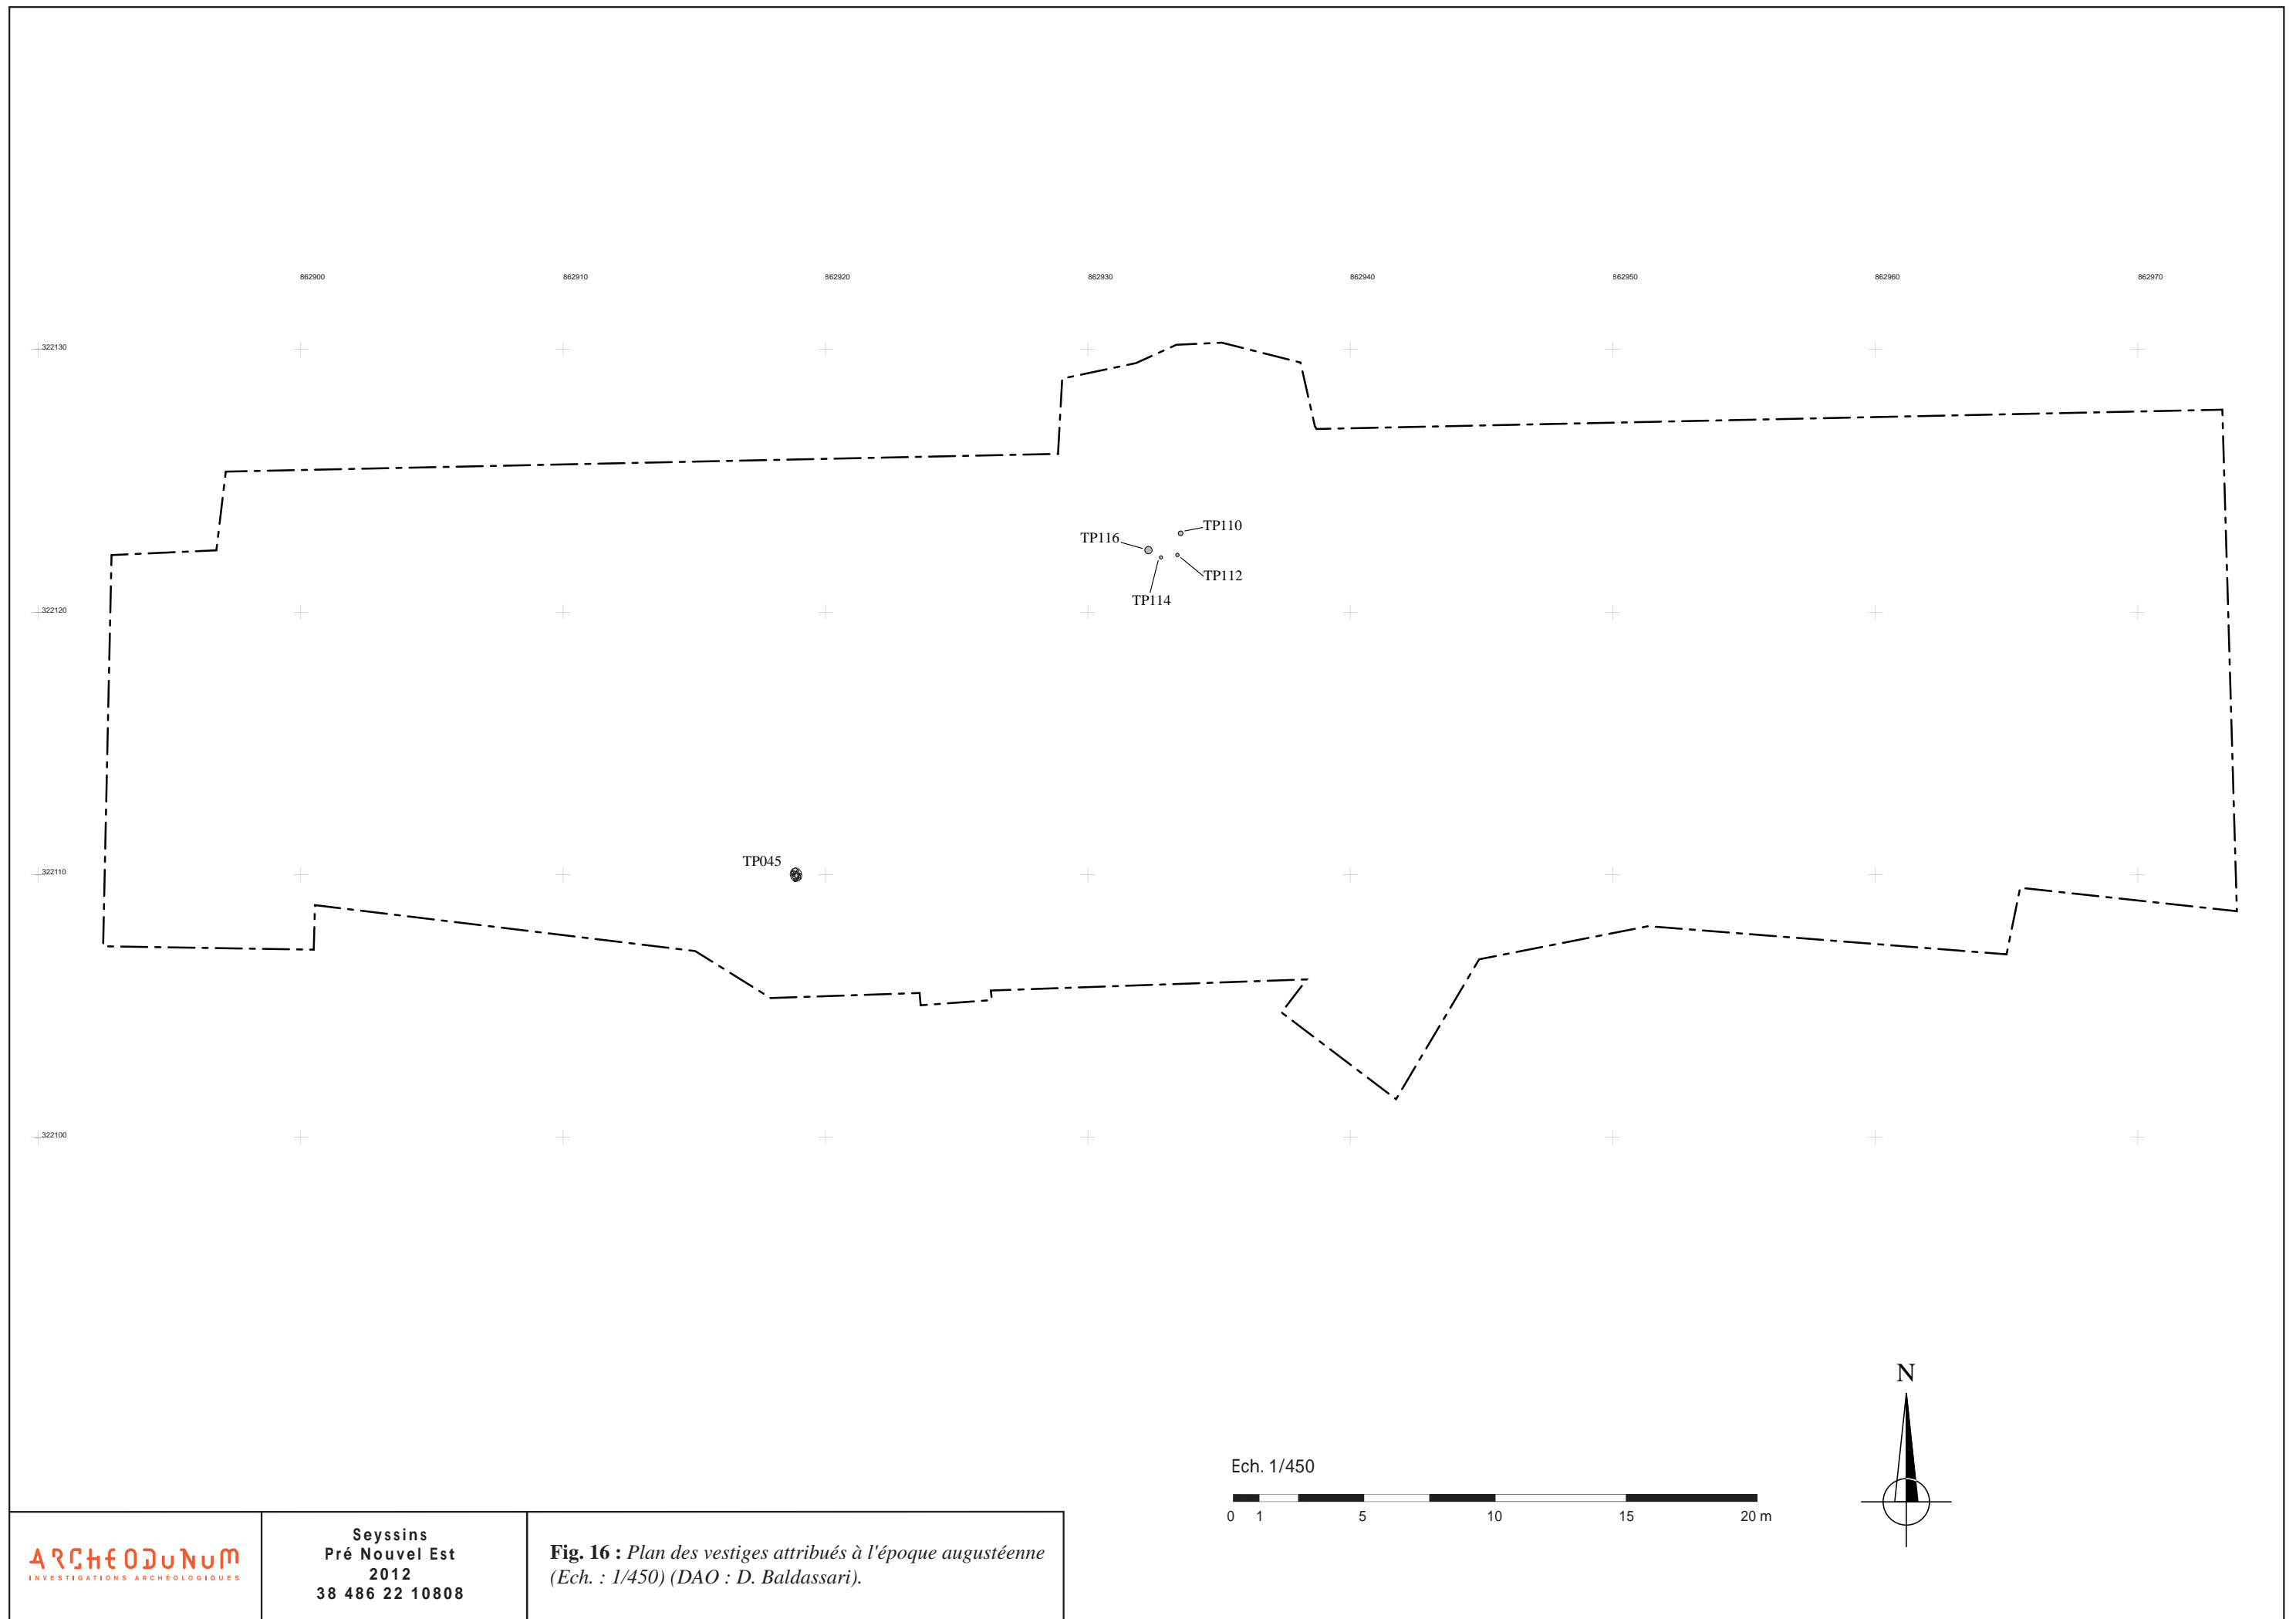 862900 862910 862920 862930 862940 862950 862960 862970
322130
322120
322110
322100
TP110
TP116
TP112
TP114
TP045
N
Ech. 1/450
0 1 5 10 15 20 m
ARCHEODUNUM
INVESTIGATIONS ARCHÉOLOGIQUES
Seyssins
Pré Nouvel Est
2012
38 486 22 10808
Fig. 16 : Plan des vestiges attribués à l'époque augustéenne
(Ech. : 1/450) (DAO : D. Baldassari).